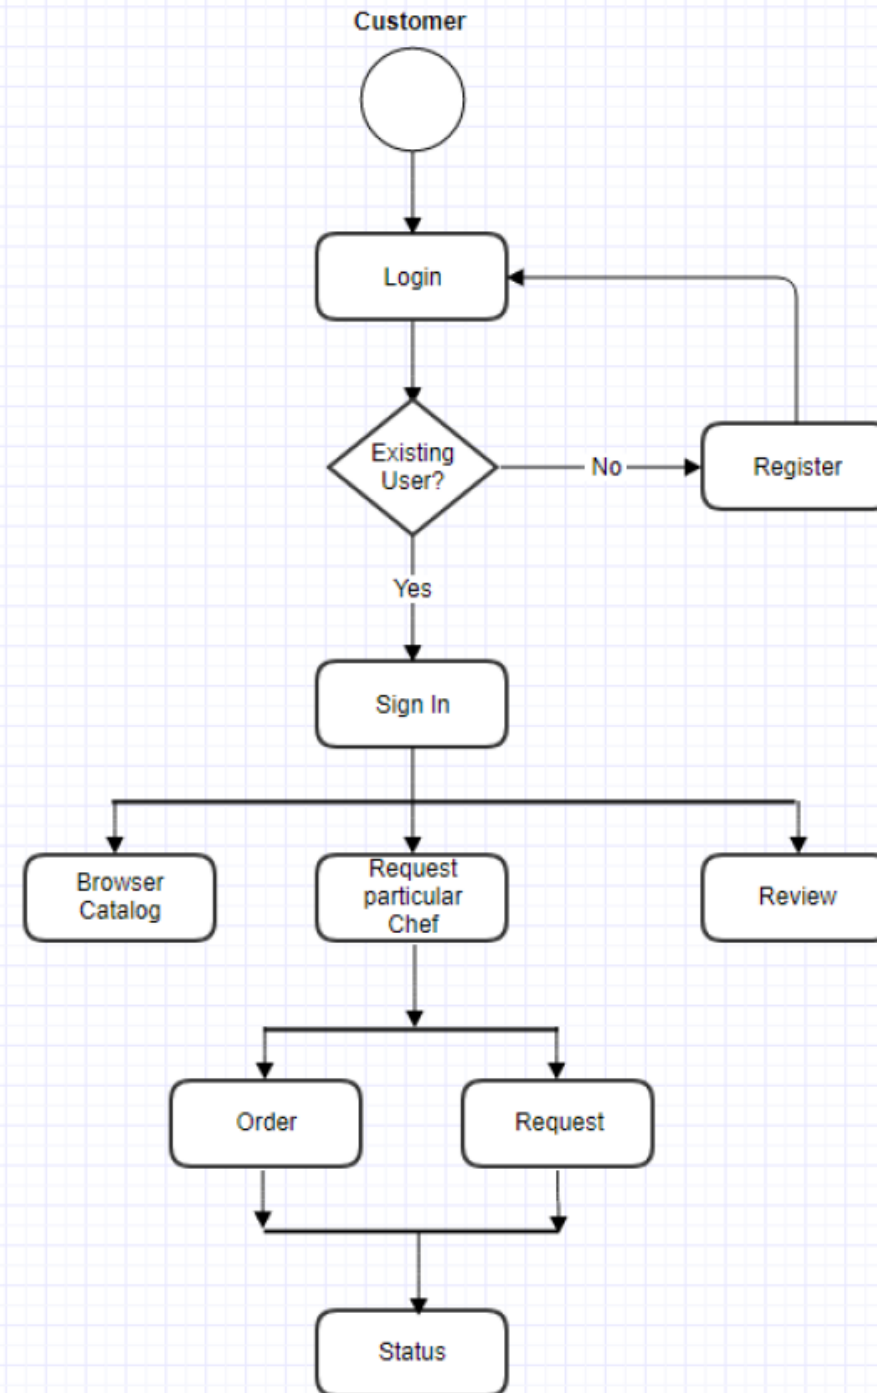 Customer
Login
Existing
User?
No
Register
Yes
Sign In
Browser
Catalog
Request
particular
Chef
Review
Order
Request
Status